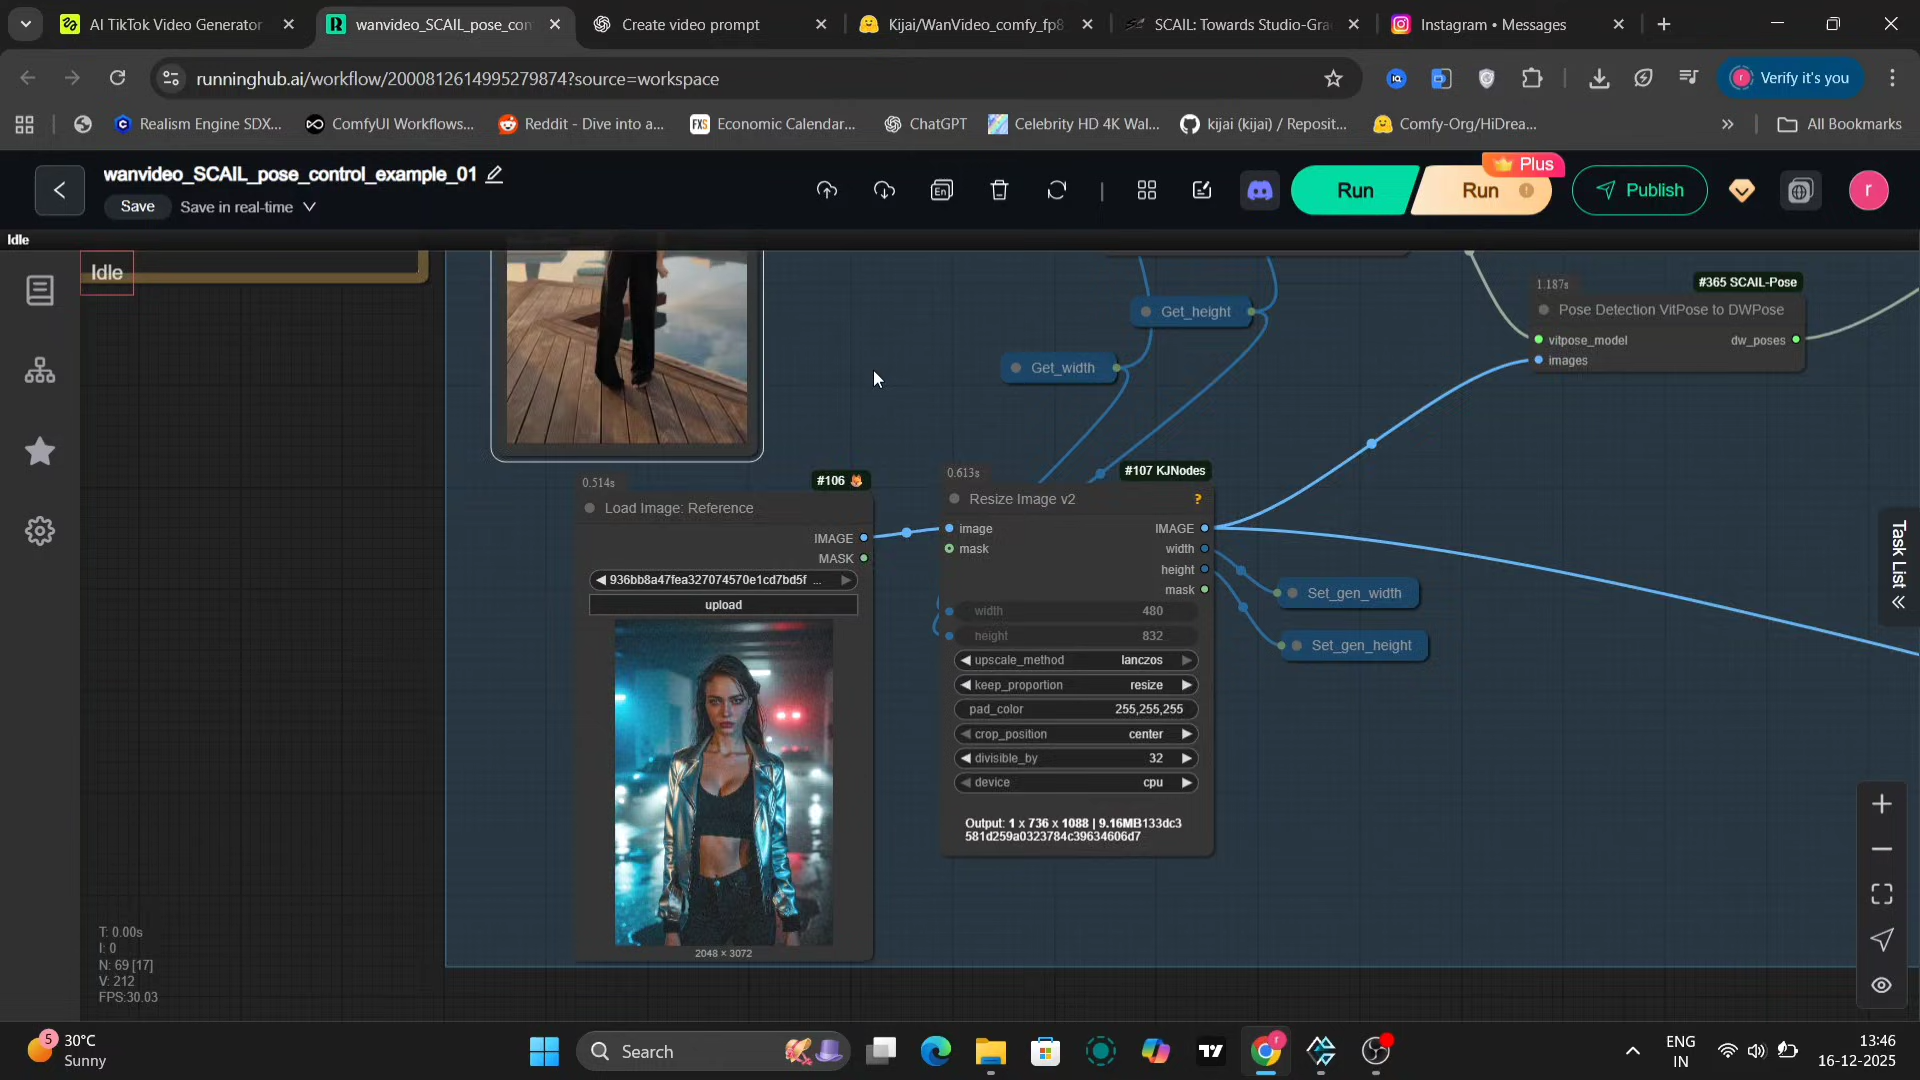 AI TikTok Video Generator
wanvideo_SCAIL_pose_con
Create video prompt
Kijai/WanVideo_comfy_fp8
SCAIL: Towards Studio-Gra
Instagram • Messages
runninghub.ai/workflow/2000812614995279874?source=workspace
Verify it's you
Realism Engine SDX...
ComfyUI Workflows...
Reddit - Dive into a...
FXS
Economic Calendar...
ChatGPT
Celebrity HD 4K Wal...
kijai (kijai) / Reposit...
Comfy-Org/HiDrea...
All Bookmarks
wanvideo_SCAIL_pose_control_example_01
Save
Save in real-time
En
Run
Run
Plus
Publish
r
Idle
Idle
Get_height
Get_width
1.187s
#365 SCAIL-Pose
Pose Detection VitPose to DWPose
vitpose_model
dw_poses
images
0.514s
#106
Load Image: Reference
IMAGE
MASK
936bb8a47fea327074570e1cd7bd5f ...
upload
2048 × 3072
0.613s
#107 KJNodes
Resize Image v2
?
image
IMAGE
mask
width
height
mask
width 480
height 832
upscale_method lanczos
keep_proportion resize
pad_color 255,255,255
crop_position center
divisible_by 32
device cpu
Output: 1 x 736 x 1088 | 9.16MB133dc3
581d259a0323784c39634606d7
Set_gen_width
Set_gen_height
Task List
T: 0.00s
I: 0
N: 69 [17]
V: 212
FPS:30.03
5
30°C
Sunny
Search
ENG
IN
13:46
16-12-2025